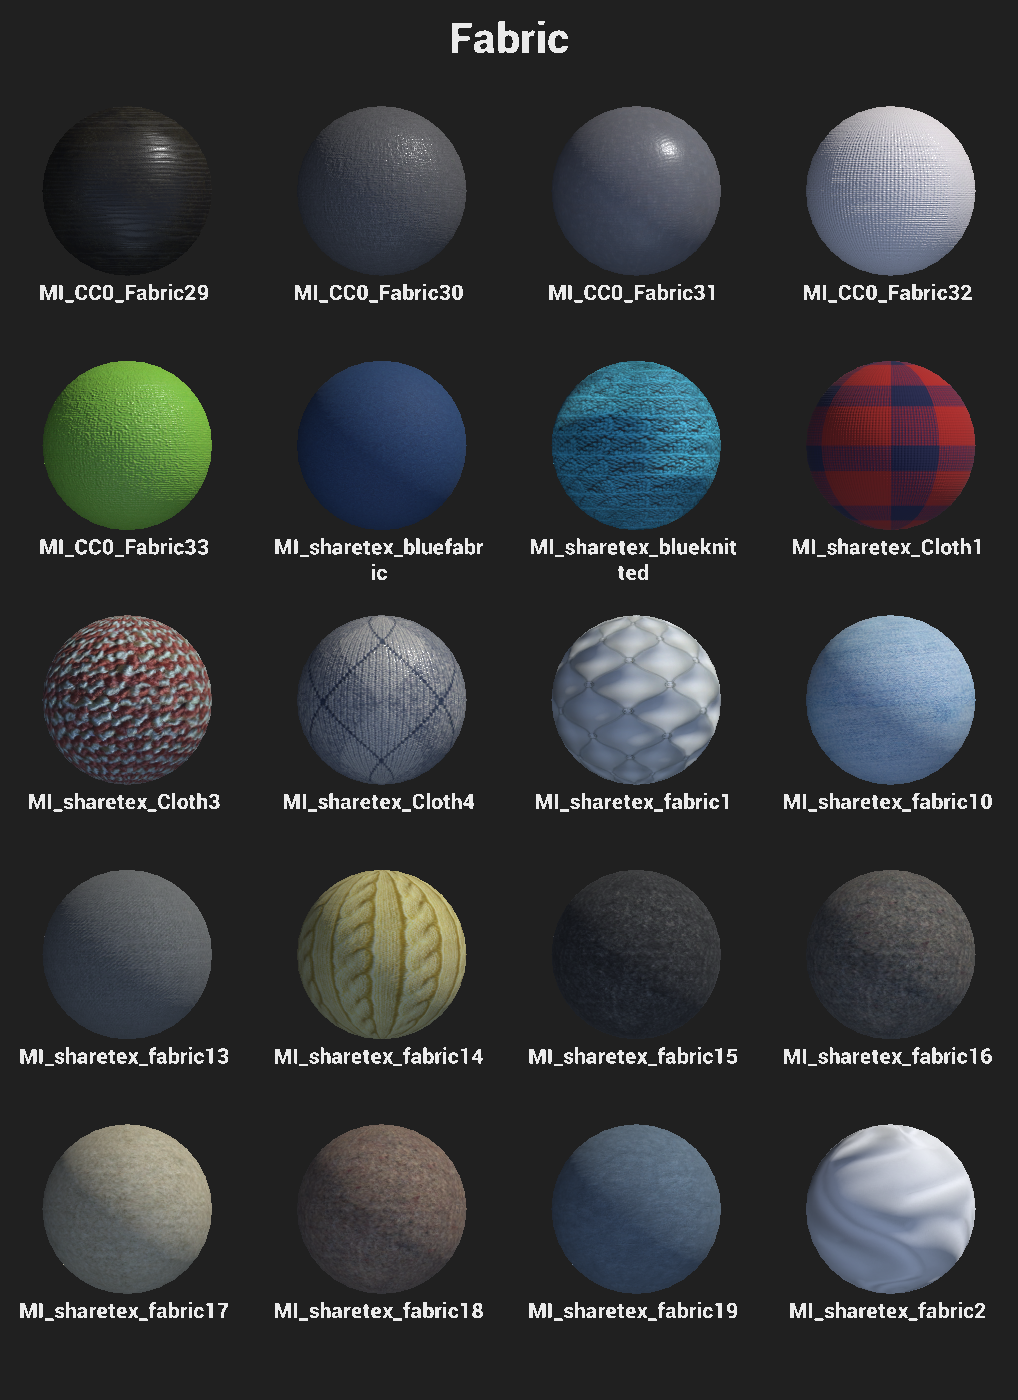 Fabric
MI_CC0_Fabric29
MI_CC0_Fabric30
MI_CC0_Fabric31
MI_CC0_Fabric32
MI_CC0_Fabric33
MI_sharetex_bluefabr
ic
MI_sharetex_blueknit
ted
MI_sharetex_Cloth1
MI_sharetex_Cloth3
MI_sharetex_Cloth4
MI_sharetex_fabric1
MI_sharetex_fabric10
MI_sharetex_fabric13
MI_sharetex_fabric14
MI_sharetex_fabric15
MI_sharetex_fabric16
MI_sharetex_fabric17
MI_sharetex_fabric18
MI_sharetex_fabric19
MI_sharetex_fabric2